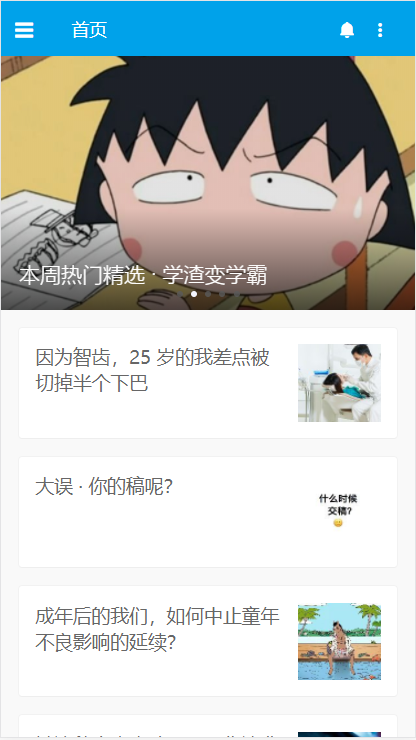 首页
本周热门精选 · 学渣变学霸
因为智齿，25 岁的我差点被
切掉半个下巴
大误 · 你的稿呢？
什么时候
交稿？
成年后的我们，如何中止童年
不良影响的延续？